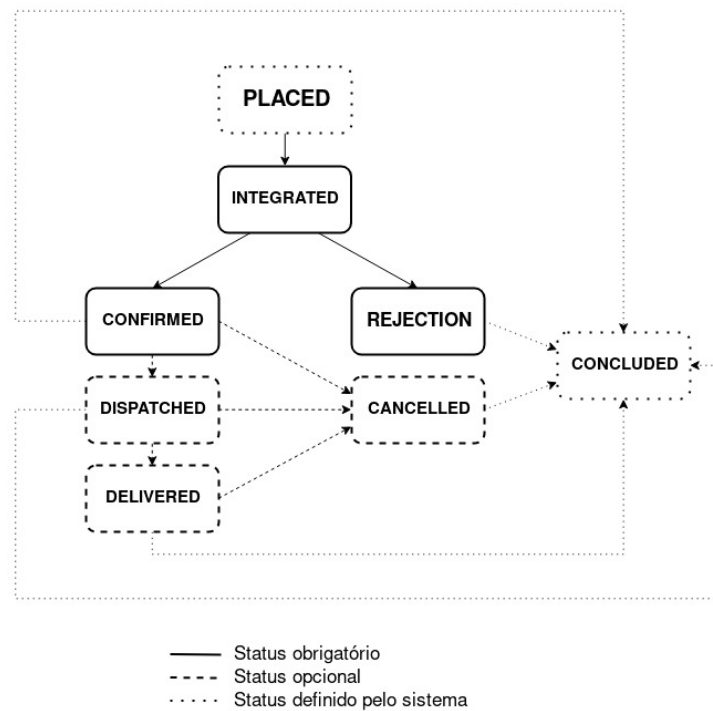 PLACED
INTEGRATED
CONFIRMED
REJECTION
CONCLUDED
DISPATCHED
CANCELLED
DELIVERED
Status obrigatório
Status opcional
Status definido pelo sistema